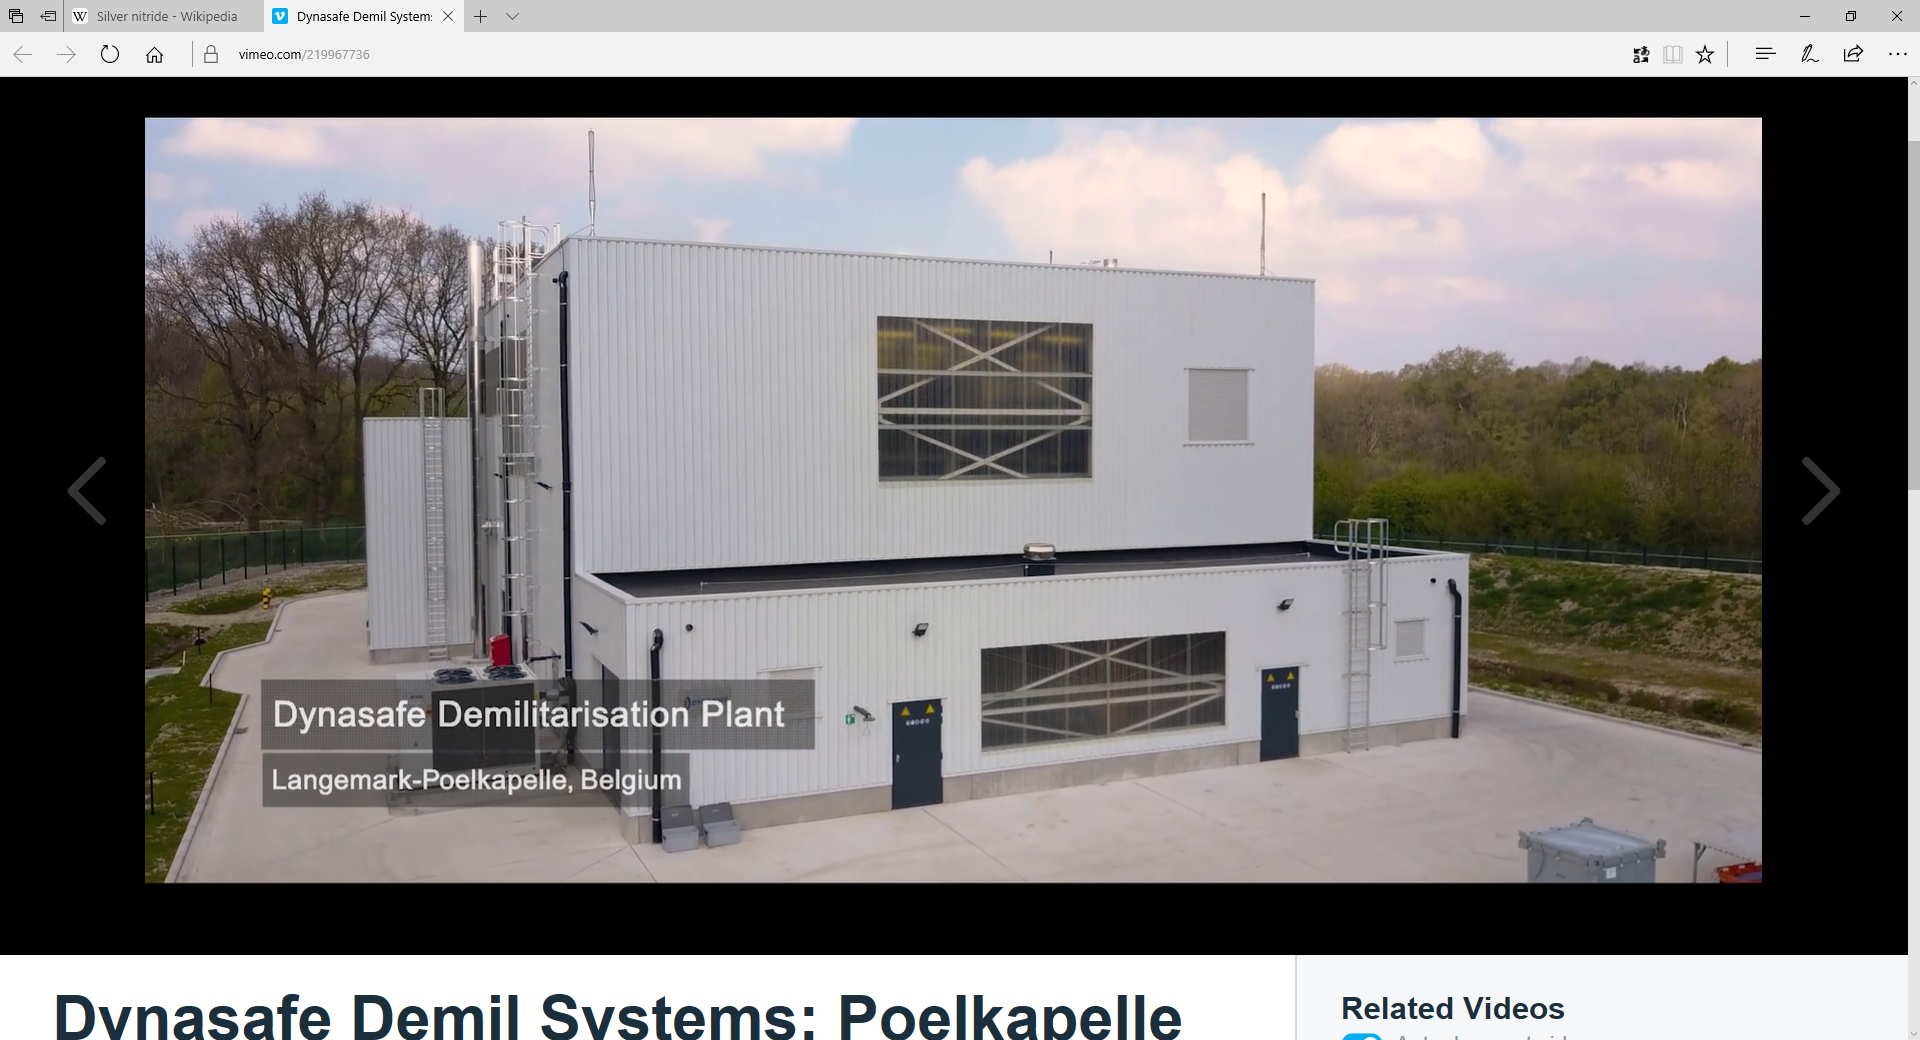 Silver nitride - Wikipedia
Dynasafe Demil System
vimeo.com/219967736
Dynasafe Demilitarisation Plant
Langemark-Poelkapelle, Belgium
Dynasafe Demil Systems: Poelkapelle
Related Videos